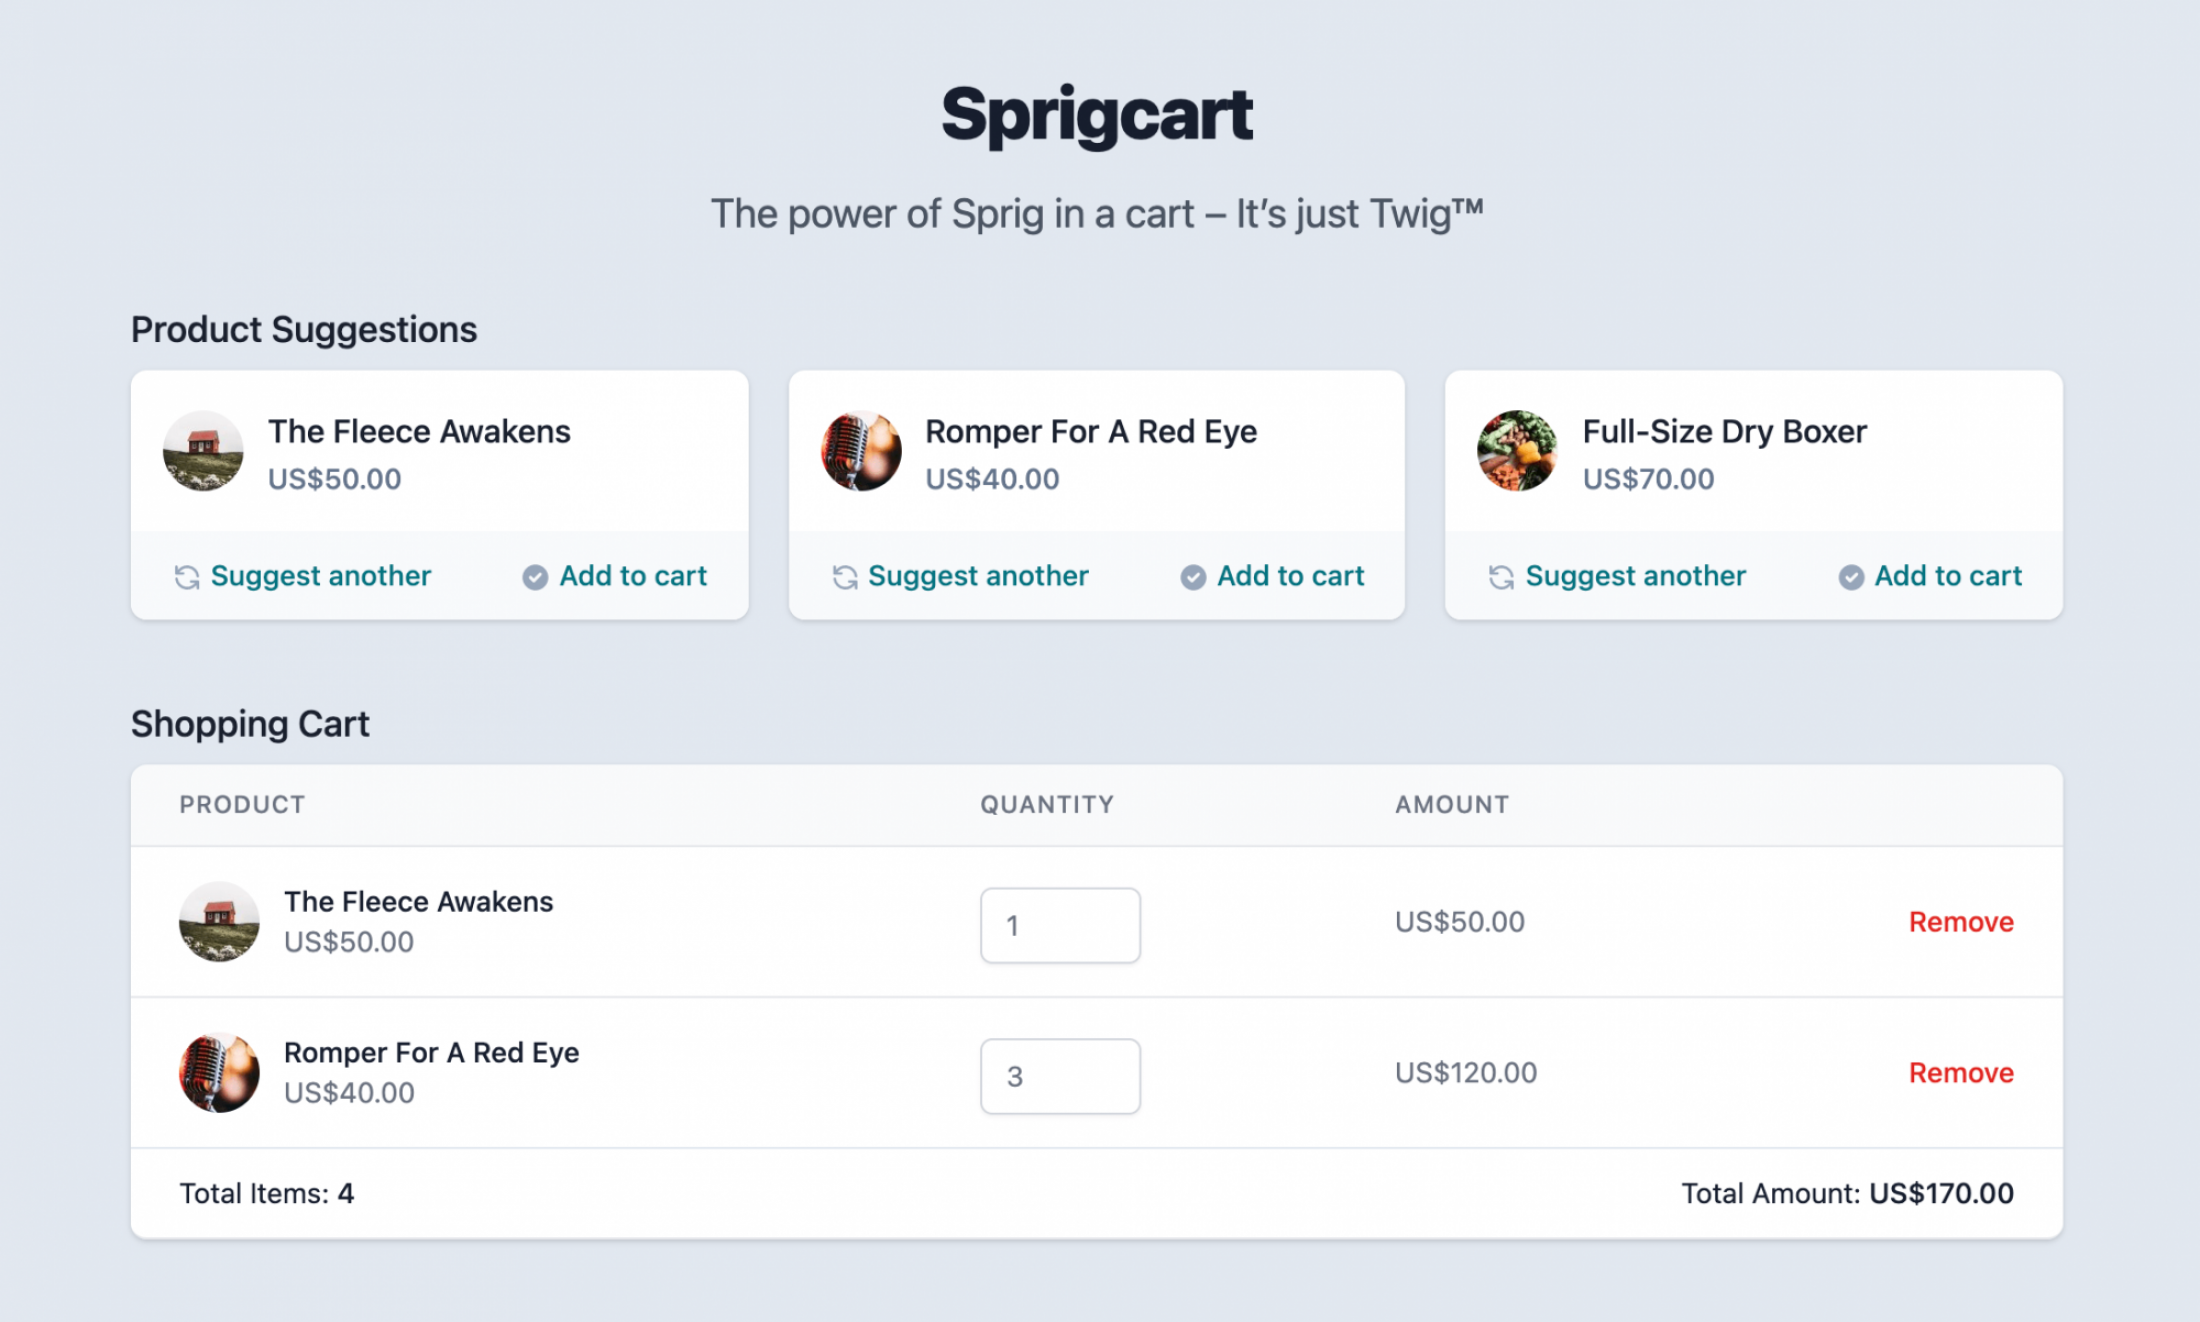 Sprigcart
The power of Sprig in a cart – It’s just Twig™
Product Suggestions
The Fleece Awakens
US$50.00
Suggest another
Add to cart
Romper For A Red Eye
US$40.00
Suggest another
Add to cart
Full-Size Dry Boxer
US$70.00
Suggest another
Add to cart
Shopping Cart
PRODUCT QUANTITY AMOUNT
The Fleece Awakens
US$50.00
1
US$50.00
Remove
Romper For A Red Eye
US$40.00
3
US$120.00
Remove
Total Items: 4
Total Amount: US$170.00